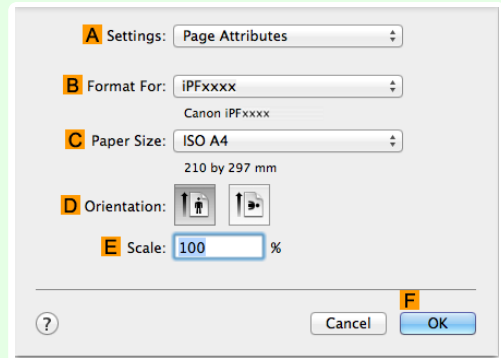 A Settings: Page Attributes
B Format For: iPFxxxx
Canon iPFxxxx
C Paper Size: ISO A4
210 by 297 mm
D Orientation:
E Scale: 100 %
F
? Cancel OK